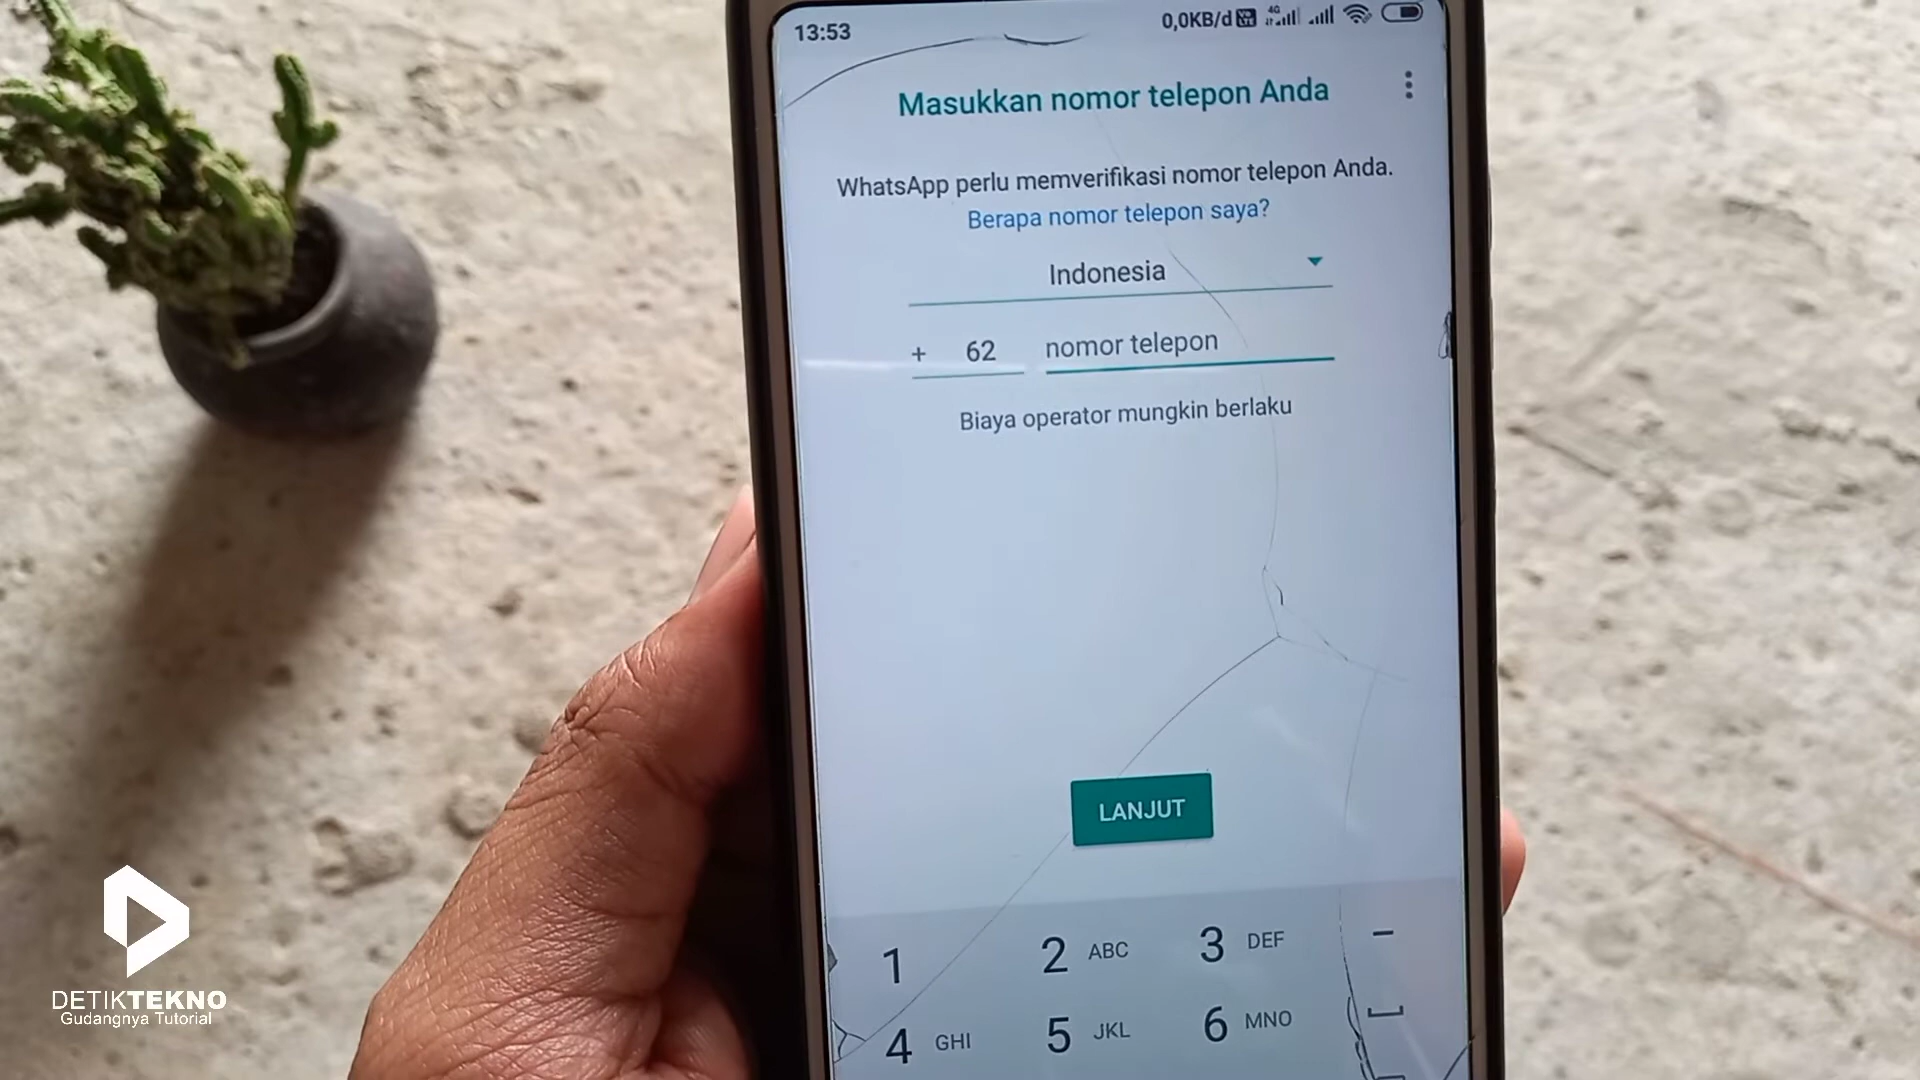 13:53
0,0KB/d
4G
Masukkan nomor telepon Anda
WhatsApp perlu memverifikasi nomor telepon Anda.
Berapa nomor telepon saya?
Indonesia
+ 62 nomor telepon
Biaya operator mungkin berlaku
LANJUT
1 2 ABC 3 DEF -
4 GHI 5 JKL 6 MNO
DETIKTEKNO
Gudangnya Tutorial